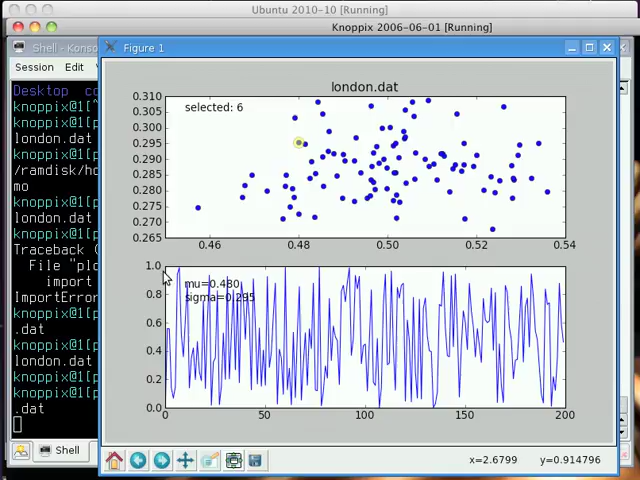 Ubuntu 2010-10 [Running]
Knoppix 2006-06-01 [Running]
Shell - Konso
Figure 1
Session Edit
Desktop co
knoppix@1[~
knoppix@1[p
london.dat
knoppix@1[p
/ramdisk/ho
mo
london.dat
knoppix@1[p
Traceback (
File "plo
import
ImportErro
.dat
knoppix@1[p
london.dat
knoppix@1[p
.dat
Shell
london.dat
selected: 6
0.310
0.305
0.300
0.295
0.290
0.285
0.280
0.275
0.270
0.265
0.46 0.48 0.50 0.52 0.54
mu=0.480
sigma=0.295
1.0
0.8
0.6
0.4
0.2
0.0
0 50 100 150 200
x=2.6799 y=0.914796